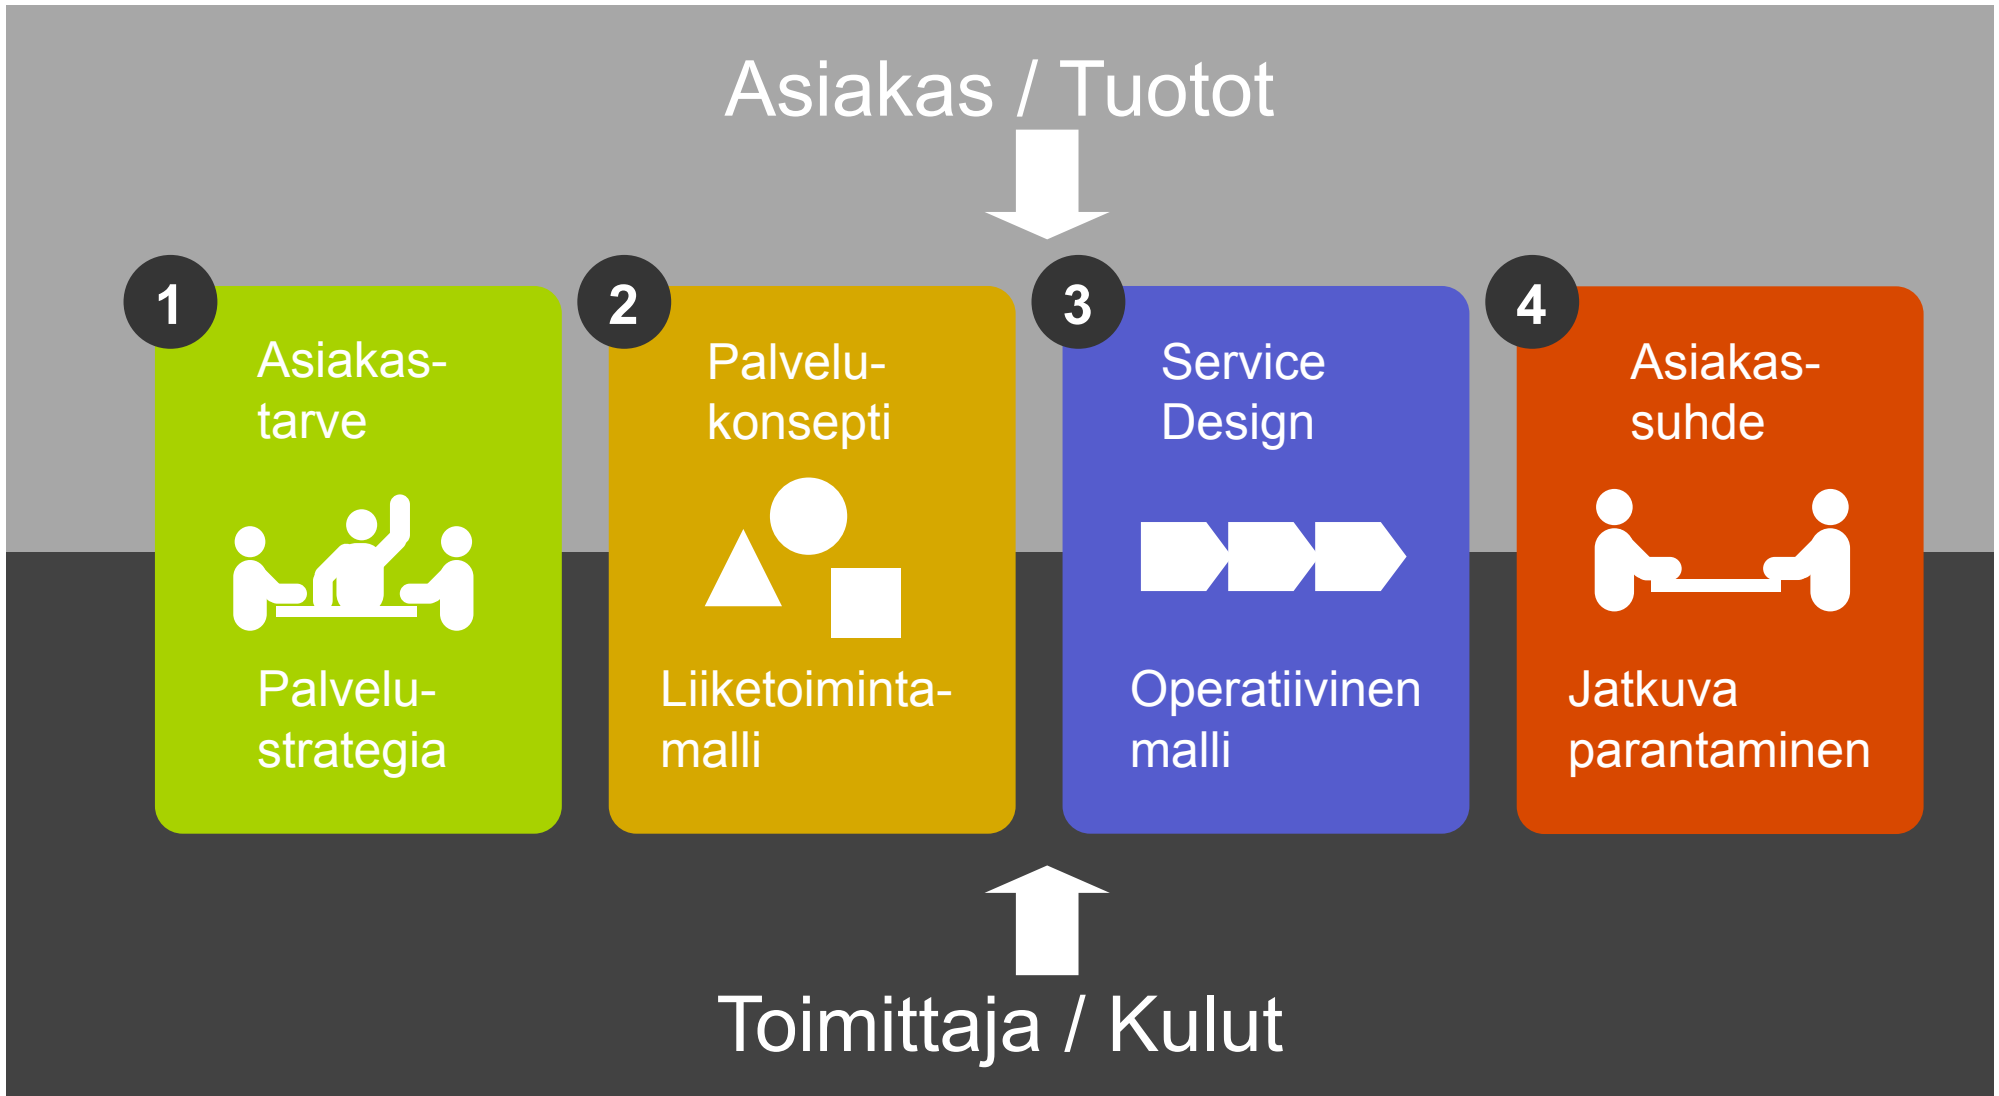 Asiakas / Tuotot
1
Asiakas-
tarve
Palvelu-
strategia
2
Palvelu-
konsepti
Liiketoiminta-
malli
3
Service
Design
Operatiivinen
malli
4
Asiakas-
suhde
Jatkuva
parantaminen
Toimittaja / Kulut